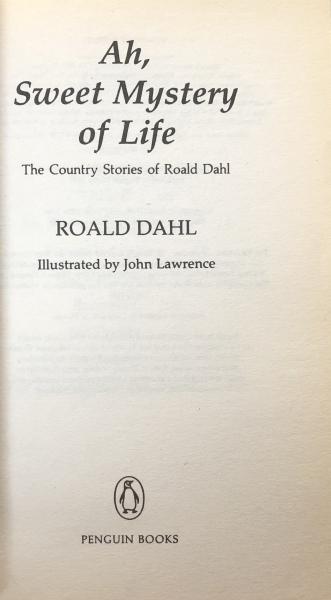 Ah,
Sweet Mystery
of Life
The Country Stories of Roald Dahl
ROALD DAHL
Illustrated by John Lawrence
PENGUIN BOOKS